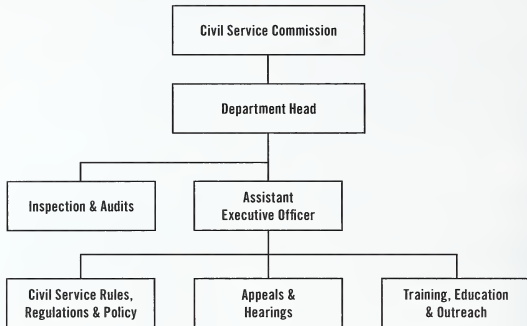 Civil Service Commission
Department Head
Inspection & Audits
Assistant
Executive Officer
Civil Service Rules,
Regulations & Policy
Appeals &
Hearings
Training, Education
& Outreach